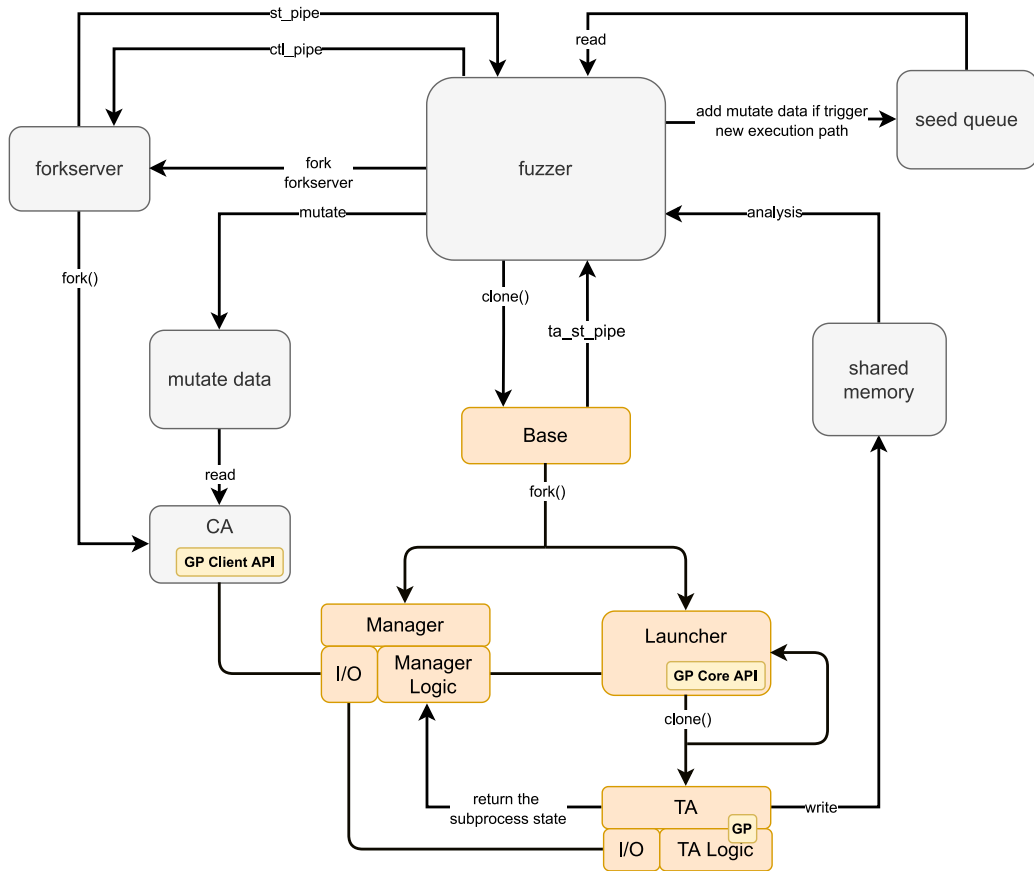 st_pipe
read
ctl_pipe
add mutate data if trigger
new execution path
seed queue
forkserver
fork
forkserver
fuzzer
mutate
analysis
fork()
clone()
ta_st_pipe
mutate data
shared
memory
Base
read
fork()
CA
GP Client API
Manager
Launcher
I/O
Manager
Logic
GP Core API
clone()
return the
subprocess state
TA
write
GP
I/O
TA Logic